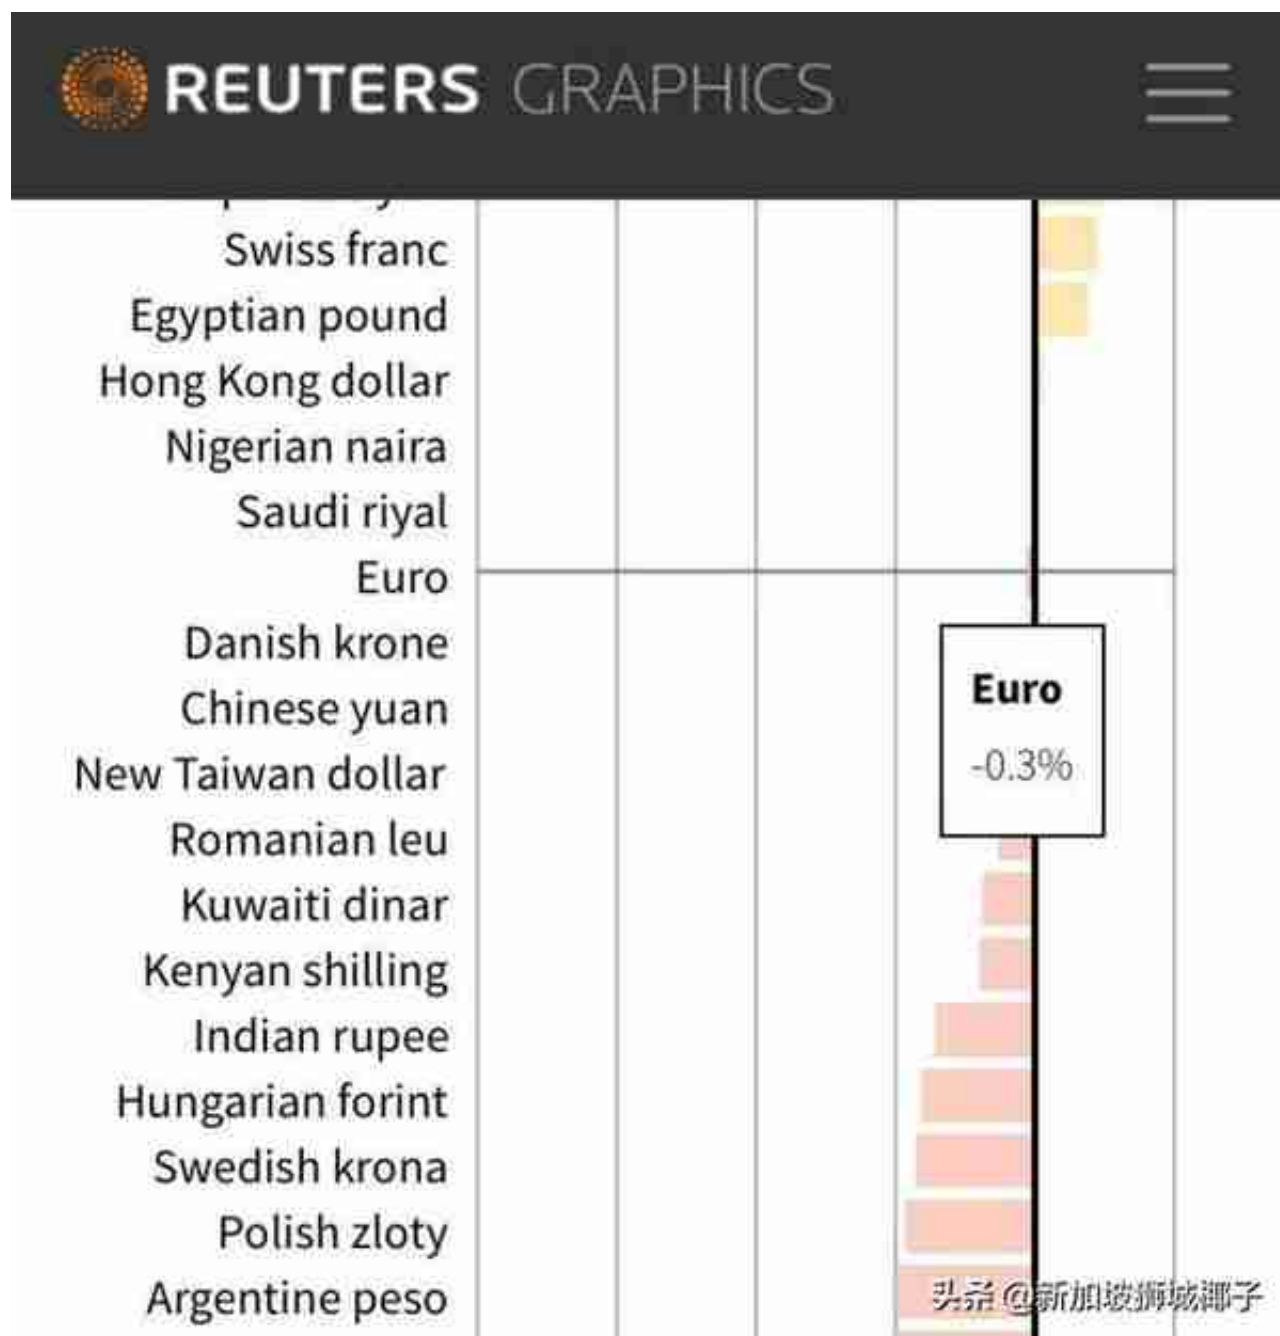 REUTERS GRAPHICS
Swiss franc
Egyptian pound
Hong Kong dollar
Nigerian naira
Saudi riyal
Euro
Danish krone
Euro
Chinese yuan
-0.3%
New Taiwan dollar
Romanian leu
Kuwaiti dinar
Kenyan shilling
Indian rupee
Hungarian forint
Swedish krona
Polish zloty
Argentine peso
头条 @新加坡狮城椰子